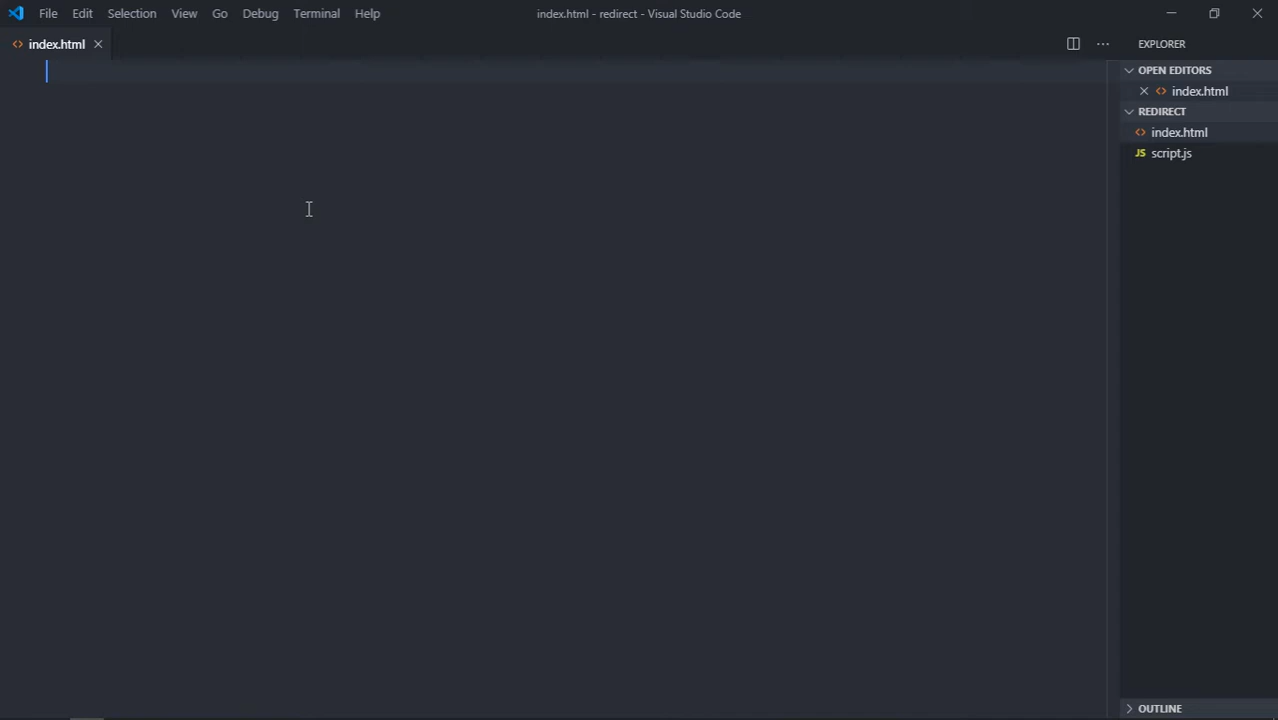 File Edit Selection View Go Debug Terminal Help
index.html - redirect - Visual Studio Code
index.html
EXPLORER
OPEN EDITORS
index.html
REDIRECT
index.html
JS script.js
OUTLINE